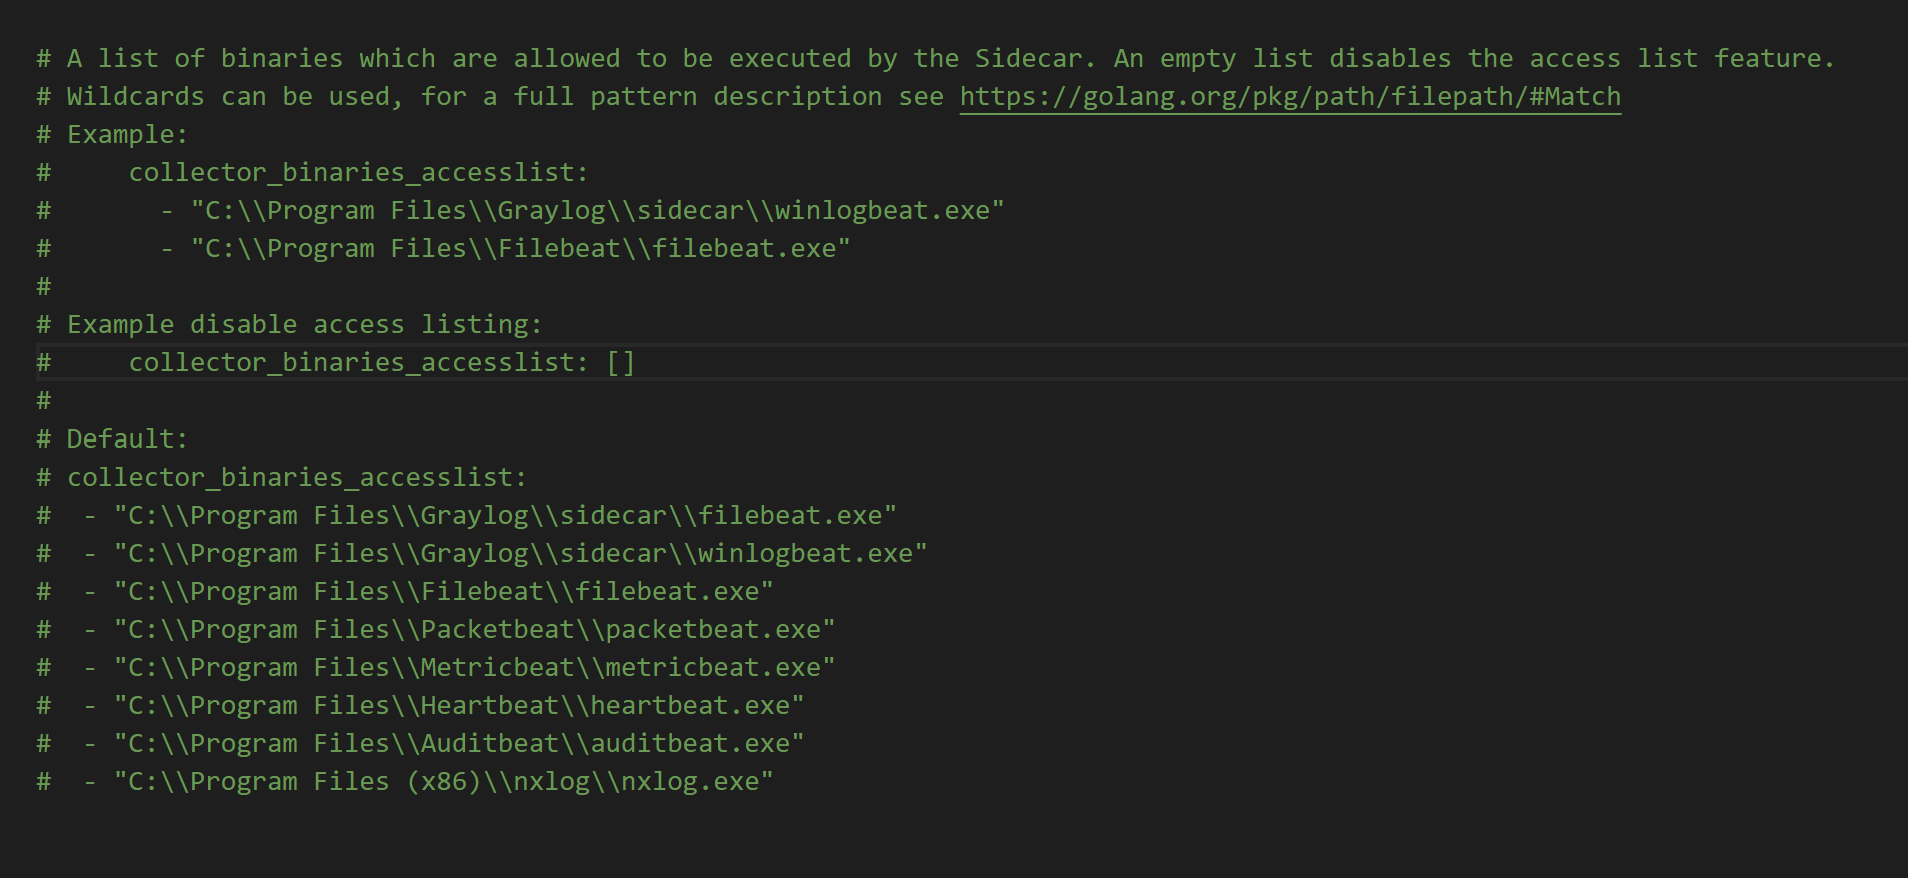 # A list of binaries which are allowed to be executed by the Sidecar. An empty list disables the access list feature.
# Wildcards can be used, for a full pattern description see https://golang.org/pkg/path/filepath/#Match
# Example:
#     collector_binaries_accesslist:
#       - "C:\\Program Files\\Graylog\\sidecar\\winlogbeat.exe"
#       - "C:\\Program Files\\Filebeat\\filebeat.exe"
#
# Example disable access listing:
#     collector_binaries_accesslist: []
#
# Default:
# collector_binaries_accesslist:
#  - "C:\\Program Files\\Graylog\\sidecar\\filebeat.exe"
#  - "C:\\Program Files\\Graylog\\sidecar\\winlogbeat.exe"
#  - "C:\\Program Files\\Filebeat\\filebeat.exe"
#  - "C:\\Program Files\\Packetbeat\\packetbeat.exe"
#  - "C:\\Program Files\\Metricbeat\\metricbeat.exe"
#  - "C:\\Program Files\\Heartbeat\\heartbeat.exe"
#  - "C:\\Program Files\\Auditbeat\\auditbeat.exe"
#  - "C:\\Program Files (x86)\\nxlog\\nxlog.exe"